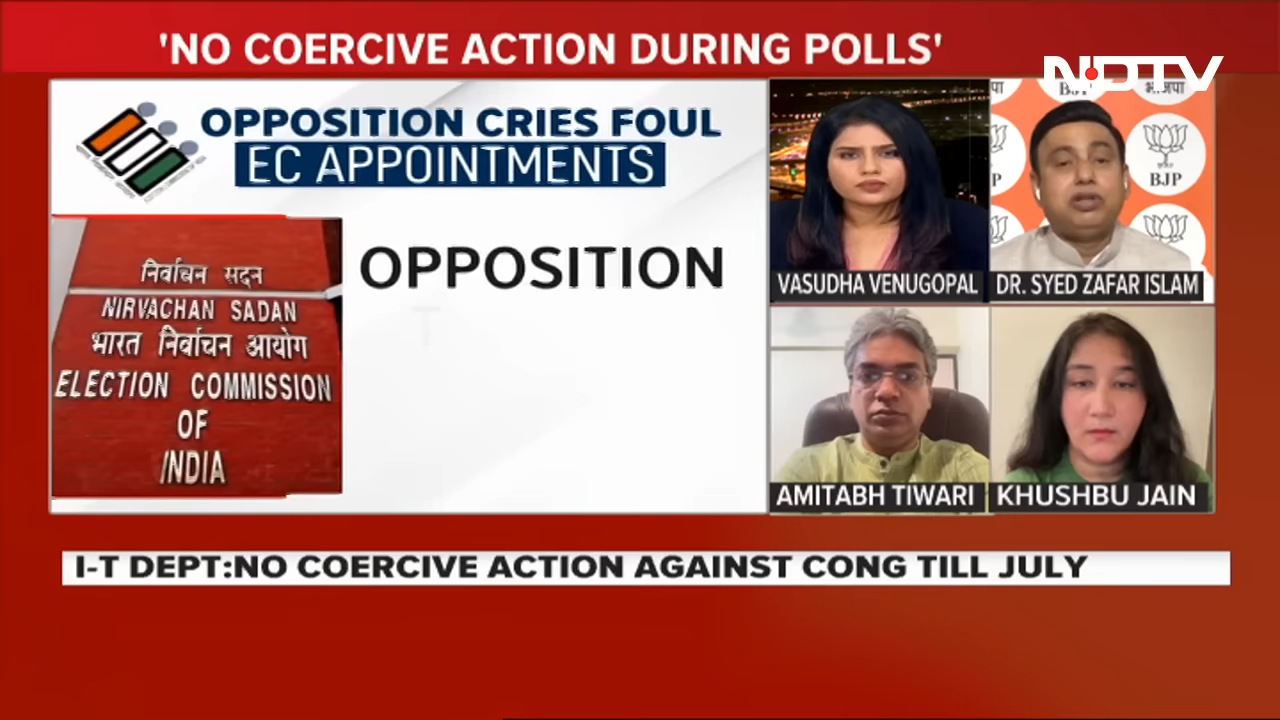 'NO COERCIVE ACTION DURING POLLS'
NDTV
OPPOSITION CRIES FOUL
EC APPOINTMENTS
निर्वाचन सदन
NIRVACHAN SADAN
भारत निर्वाचन आयोग
ELECTION COMMISSION
OF
INDIA
OPPOSITION
BJP
भाजपा
BJP
VASUDHA VENUGOPAL
DR. SYED ZAFAR ISLAM
AMITABH TIWARI
KHUSHBU JAIN
I-T DEPT:NO COERCIVE ACTION AGAINST CONG TILL JULY